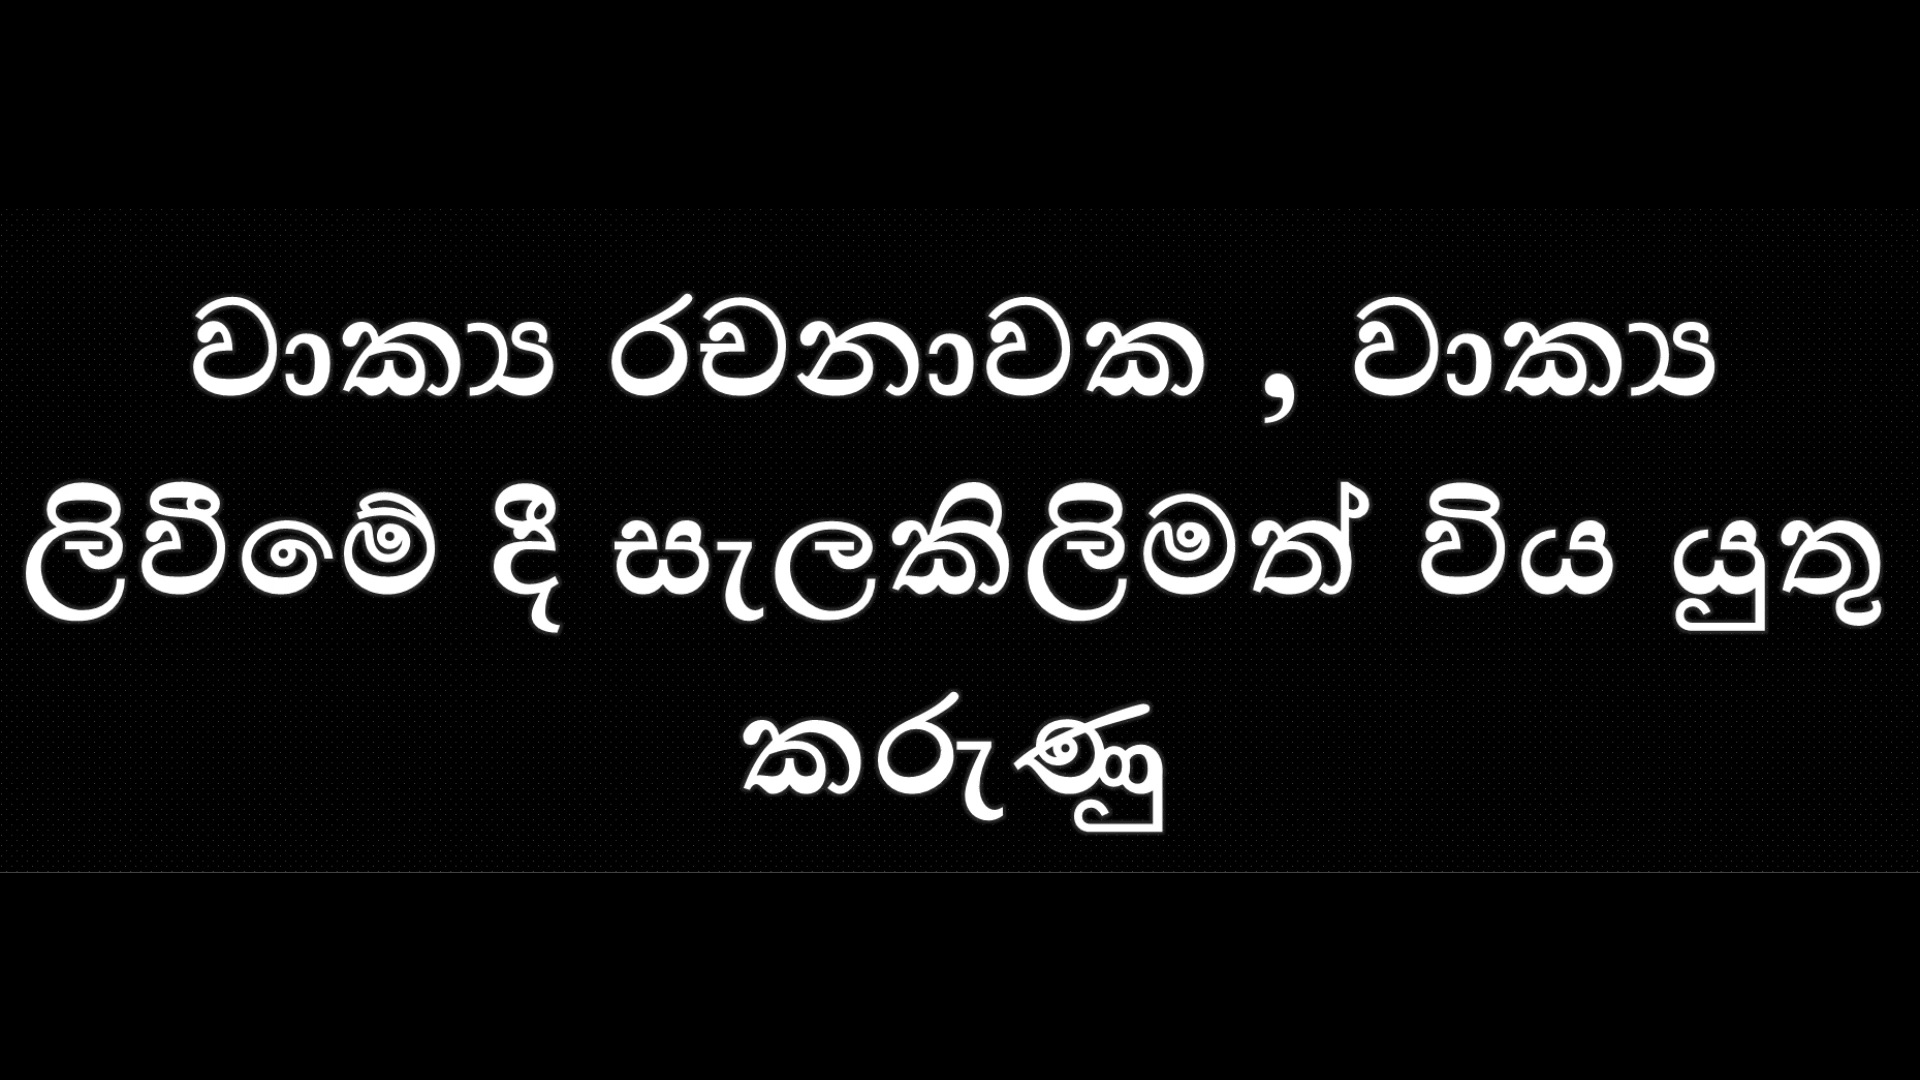 වාක්‍ය රචනාවක , වාක්‍ය
ලිවීමේ දී සැලකිලිමත් විය යුතු
කරුණු